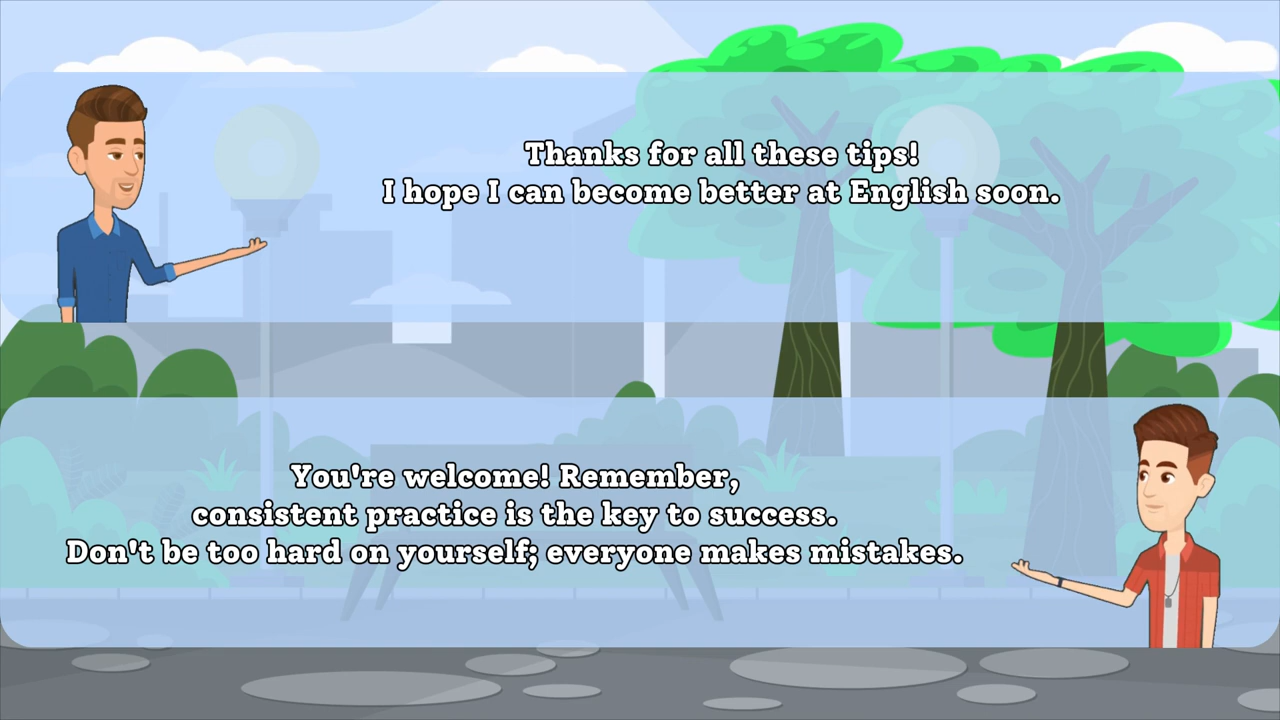 Thanks for all these tips!
I hope I can become better at English soon.
You're welcome! Remember,
consistent practice is the key to success.
Don't be too hard on yourself; everyone makes mistakes.